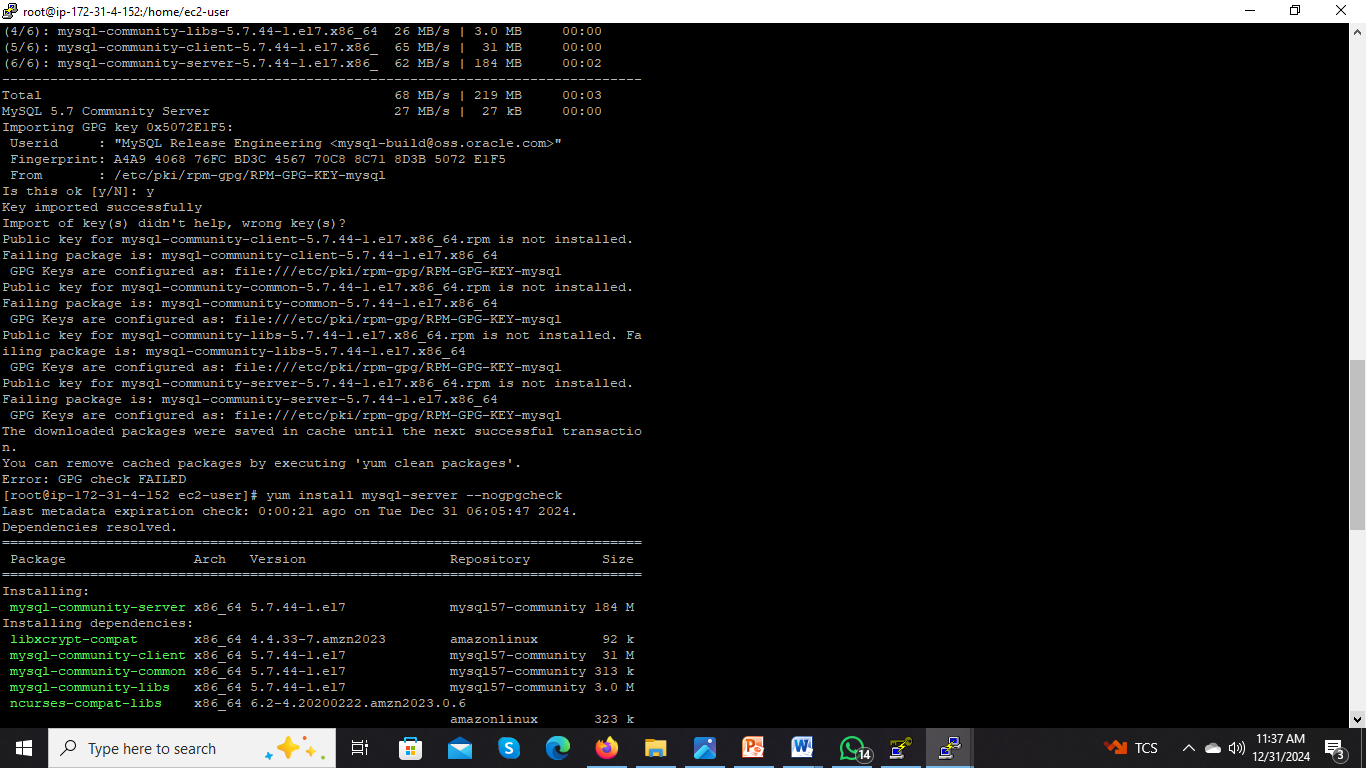 root@ip-172-31-4-152:/home/ec2-user
(4/6): mysql-community-libs-5.7.44-1.el7.x86_64  26 MB/s | 3.0 MB     00:00
(5/6): mysql-community-client-5.7.44-1.el7.x86_  65 MB/s |  31 MB     00:00
(6/6): mysql-community-server-5.7.44-1.el7.x86_  62 MB/s | 184 MB     00:02
--------------------------------------------------------------------------------
Total                                            68 MB/s | 219 MB     00:03
MySQL 5.7 Community Server                       27 MB/s |  27 kB     00:00
Importing GPG key 0x5072E1F5:
 Userid     : "MySQL Release Engineering <mysql-build@oss.oracle.com>"
 Fingerprint: A4A9 4068 76FC BD3C 4567 70C8 8C71 8D3B 5072 E1F5
 From       : /etc/pki/rpm-gpg/RPM-GPG-KEY-mysql
Is this ok [y/N]: y
Key imported successfully
Import of key(s) didn't help, wrong key(s)?
Public key for mysql-community-client-5.7.44-1.el7.x86_64.rpm is not installed.
Failing package is: mysql-community-client-5.7.44-1.el7.x86_64
 GPG Keys are configured as: file:///etc/pki/rpm-gpg/RPM-GPG-KEY-mysql
Public key for mysql-community-common-5.7.44-1.el7.x86_64.rpm is not installed.
Failing package is: mysql-community-common-5.7.44-1.el7.x86_64
 GPG Keys are configured as: file:///etc/pki/rpm-gpg/RPM-GPG-KEY-mysql
Public key for mysql-community-libs-5.7.44-1.el7.x86_64.rpm is not installed. Fa
iling package is: mysql-community-libs-5.7.44-1.el7.x86_64
 GPG Keys are configured as: file:///etc/pki/rpm-gpg/RPM-GPG-KEY-mysql
Public key for mysql-community-server-5.7.44-1.el7.x86_64.rpm is not installed.
Failing package is: mysql-community-server-5.7.44-1.el7.x86_64
 GPG Keys are configured as: file:///etc/pki/rpm-gpg/RPM-GPG-KEY-mysql
The downloaded packages were saved in cache until the next successful transactio
n.
You can remove cached packages by executing 'yum clean packages'.
Error: GPG check FAILED
[root@ip-172-31-4-152 ec2-user]# yum install mysql-server --nogpgcheck
Last metadata expiration check: 0:00:21 ago on Tue Dec 31 06:05:47 2024.
Dependencies resolved.
================================================================================
 Package                Arch   Version                  Repository         Size
================================================================================
Installing:
 mysql-community-server x86_64 5.7.44-1.el7             mysql57-community 184 M
Installing dependencies:
 libxcrypt-compat       x86_64 4.4.33-7.amzn2023        amazonlinux        92 k
 mysql-community-client x86_64 5.7.44-1.el7             mysql57-community  31 M
 mysql-community-common x86_64 5.7.44-1.el7             mysql57-community 313 k
 mysql-community-libs   x86_64 5.7.44-1.el7             mysql57-community 3.0 M
 ncurses-compat-libs    x86_64 6.2-4.20200222.amzn2023.0.6
                                                        amazonlinux       323 k
Type here to search
14
TCS
11:37 AM
12/31/2024
3